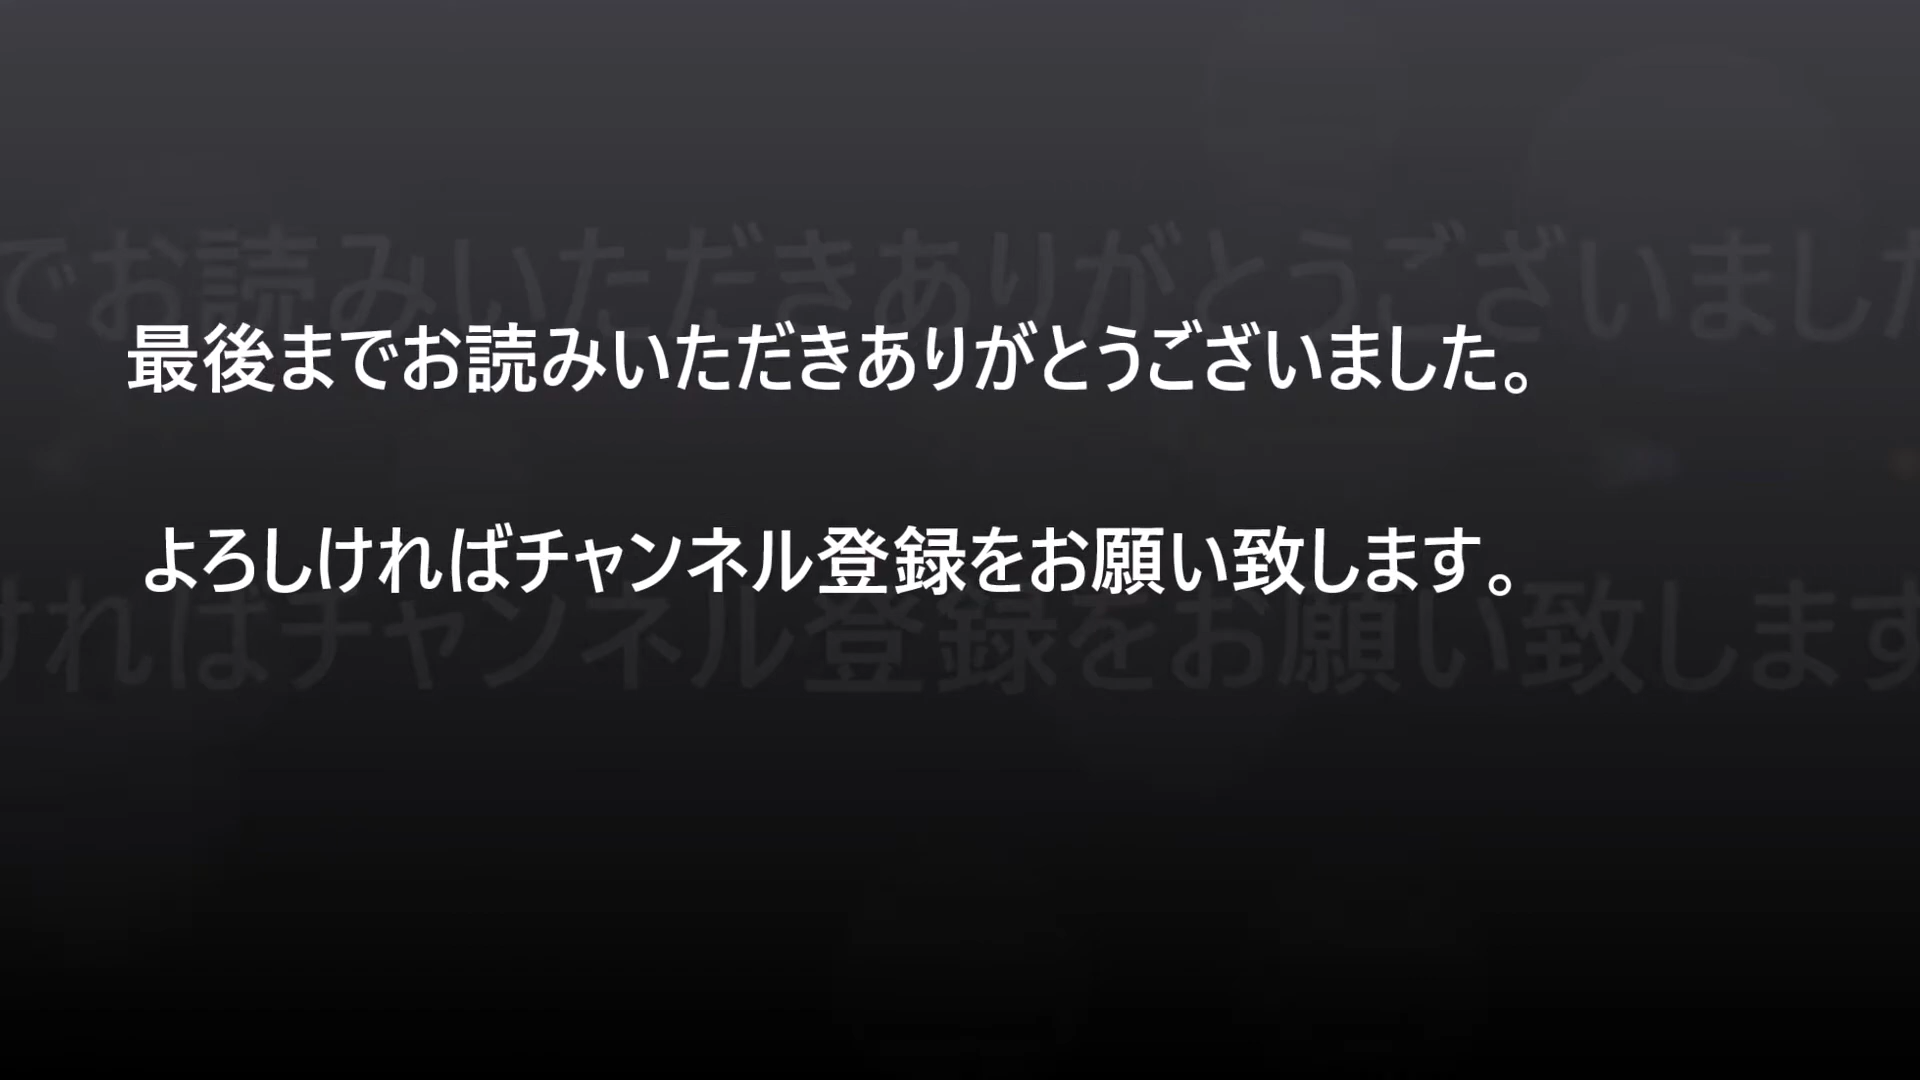 最後までお読みいただきありがとうございました。
よろしければチャンネル登録をお願い致します。